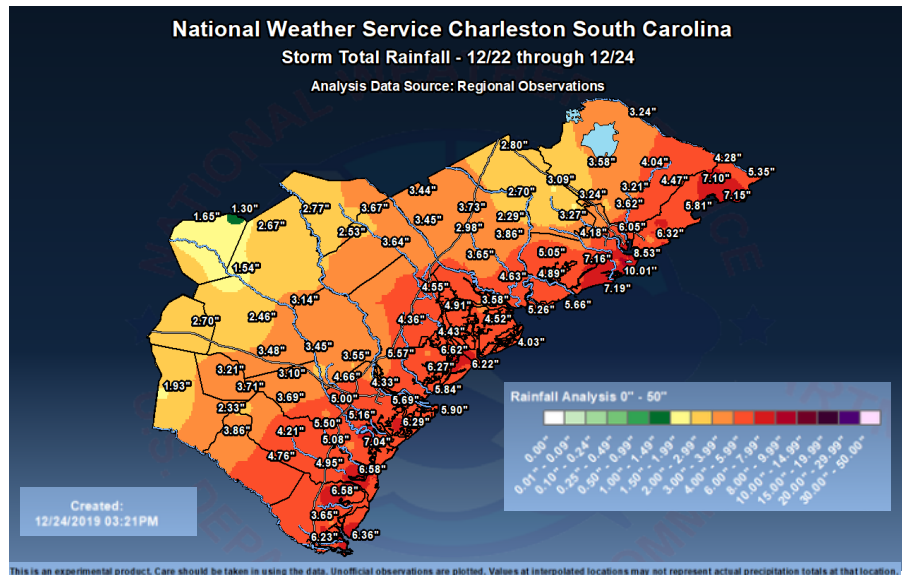 National Weather Service Charleston South Carolina
Storm Total Rainfall - 12/22 through 12/24
Analysis Data Source: Regional Observations
3.24"
2.80"
3.58" 4.04" 4.28"
5.35"
3.09" 4.47" 7.10"
3.44" 2.70" 3.24" 3.21" 7.15"
1.65" 1.30" 2.77" 3.67" 3.73" 3.62" 5.81"
2.67" 3.45" 2.29" 3.27"
2.53" 2.98" 3.86" 4.18" 6.05" 6.32"
3.64"
3.65" 5.05" 7.16" 8.53"
1.54" 4.63" 4.89" 10.01"
4.55" 7.19"
3.14" 4.91" 3.58" 5.26" 5.66"
2.70" 2.46" 4.36" 4.52"
4.43" 4.03"
3.48" 3.45" 3.55" 5.57" 6.62"
3.21" 3.10" 6.27" 6.22"
1.93" 3.71" 4.66" 4.33" 5.84"
2.33" 3.69" 5.00" 5.69" 5.90"
3.86" 4.21" 5.50" 5.16" 6.29"
5.08" 7.04"
4.76" 4.95" 6.58"
6.58"
3.65"
6.23" 6.36"
Rainfall Analysis 0" - 50"
0.00"
0.01" - 0.09"
0.10" - 0.24"
0.25" - 0.49"
0.50" - 0.99"
1.00" - 1.49"
1.50" - 1.99"
2.00" - 2.99"
3.00" - 3.99"
4.00" - 5.99"
6.00" - 7.99"
8.00" - 9.99"
10.00" - 14.99"
15.00" - 19.99"
20.00" - 29.99"
30.00" - 50.00"
Created:
12/24/2019 03:21PM
This is an experimental product. Care should be taken in using the data. Unofficial observations are plotted. Values at interpolated locations may not represent actual precipitation totals at that location.